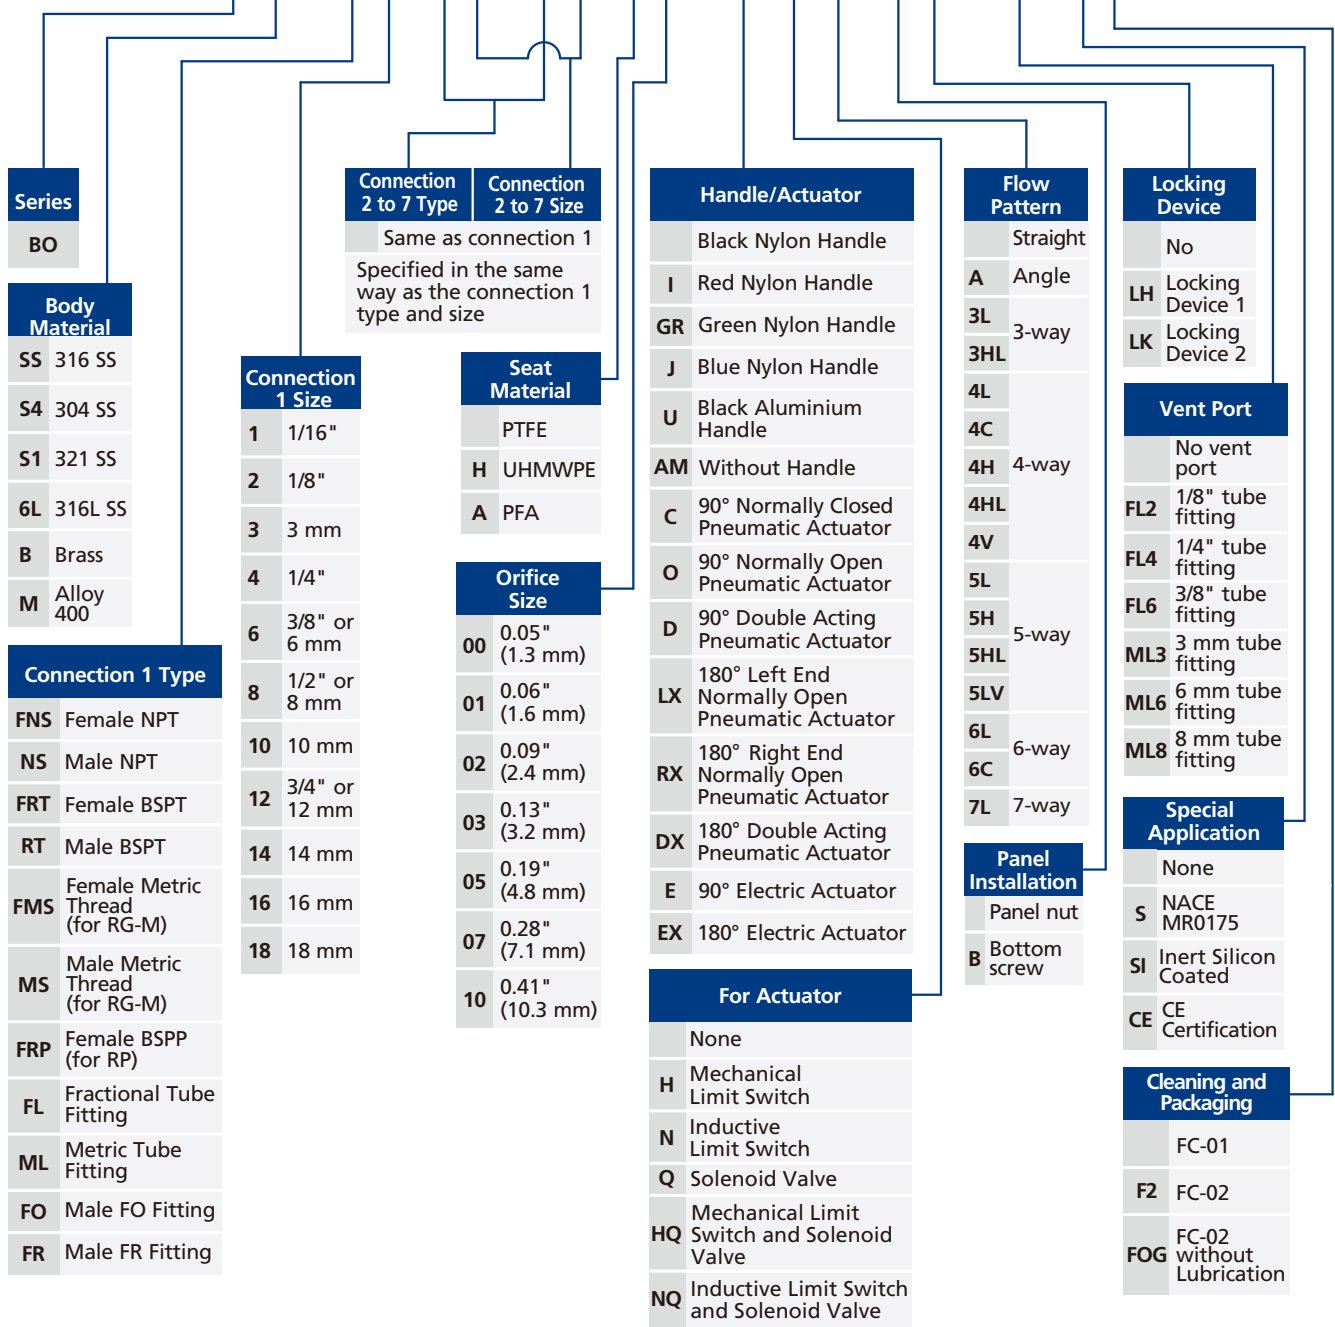 Series
BO
Body
Material
SS 316 SS
S4 304 SS
S1 321 SS
6L 316L SS
B Brass
M Alloy
400
Connection 1 Type
FNS Female NPT
NS Male NPT
FRT Female BSPT
RT Male BSPT
FMS Female Metric
Thread
(for RG-M)
MS Male Metric
Thread
(for RG-M)
FRP Female BSPP
(for RP)
FL Fractional Tube
Fitting
ML Metric Tube
Fitting
FO Male FO Fitting
FR Male FR Fitting
Connection
1 Size
1 1/16"
2 1/8"
3 3 mm
4 1/4"
6 3/8" or
6 mm
8 1/2" or
8 mm
10 10 mm
12 3/4" or
12 mm
14 14 mm
16 16 mm
18 18 mm
Connection
2 to 7 Type
Connection
2 to 7 Size
Same as connection 1
Specified in the same
way as the connection 1
type and size
Seat
Material
PTFE
H UHMWPE
A PFA
Orifice
Size
00 0.05"
(1.3 mm)
01 0.06"
(1.6 mm)
02 0.09"
(2.4 mm)
03 0.13"
(3.2 mm)
05 0.19"
(4.8 mm)
07 0.28"
(7.1 mm)
10 0.41"
(10.3 mm)
Handle/Actuator
Black Nylon Handle
I Red Nylon Handle
GR Green Nylon Handle
J Blue Nylon Handle
U Black Aluminium
Handle
AM Without Handle
C 90° Normally Closed
Pneumatic Actuator
O 90° Normally Open
Pneumatic Actuator
D 90° Double Acting
Pneumatic Actuator
LX 180° Left End
Normally Open
Pneumatic Actuator
RX 180° Right End
Normally Open
Pneumatic Actuator
DX 180° Double Acting
Pneumatic Actuator
E 90° Electric Actuator
EX 180° Electric Actuator
For Actuator
None
H Mechanical
Limit Switch
N Inductive
Limit Switch
Q Solenoid Valve
HQ Mechanical Limit
Switch and Solenoid
Valve
NQ Inductive Limit Switch
and Solenoid Valve
Flow
Pattern
Straight
A Angle
3L
3-way
3HL
4L
4C
4H 4-way
4HL
4V
5L
5H
5-way
5HL
5LV
6L
6-way
6C
7L 7-way
Panel
Installation
Panel nut
B Bottom
screw
Locking
Device
No
LH Locking
Device 1
LK Locking
Device 2
Vent Port
No vent
port
FL2 1/8" tube
fitting
FL4 1/4" tube
fitting
FL6 3/8" tube
fitting
ML3 3 mm tube
fitting
ML6 6 mm tube
fitting
ML8 8 mm tube
fitting
Special
Application
None
S NACE
MR0175
SI Inert Silicon
Coated
CE CE
Certification
Cleaning and
Packaging
FC-01
F2 FC-02
FOG FC-02
without
Lubrication